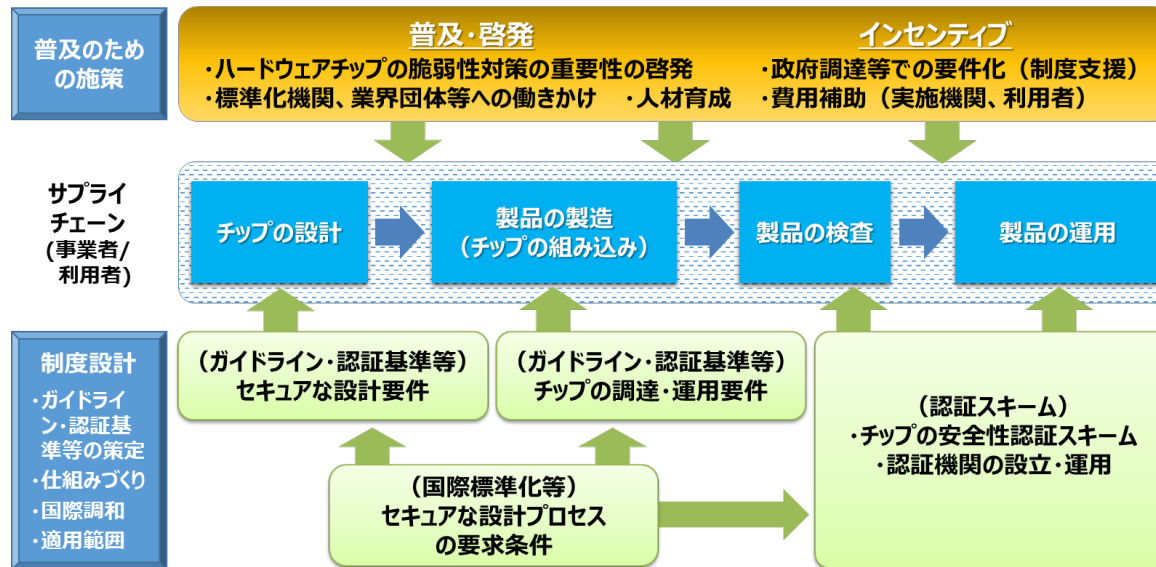 普及のため
の施策
普及・啓発
・ハードウェアチップの脆弱性対策の重要性の啓発
・標準化機関、業界団体等への働きかけ ・人材育成
インセンティブ
・政府調達等での要件化（制度支援）
・費用補助（実施機関、利用者）
サプライ
チェーン
(事業者/
利用者)
チップの設計
製品の製造
（チップの組み込み）
製品の検査
製品の運用
制度設計
・ガイドライ
ン・認証基
準等の策定
・仕組みづくり
・国際調和
・適用範囲
（ガイドライン・認証基準等）
セキュアな設計要件
（ガイドライン・認証基準等）
チップの調達・運用要件
（国際標準化等）
セキュアな設計プロセス
の要求条件
（認証スキーム）
・チップの安全性認証スキーム
・認証機関の設立・運用